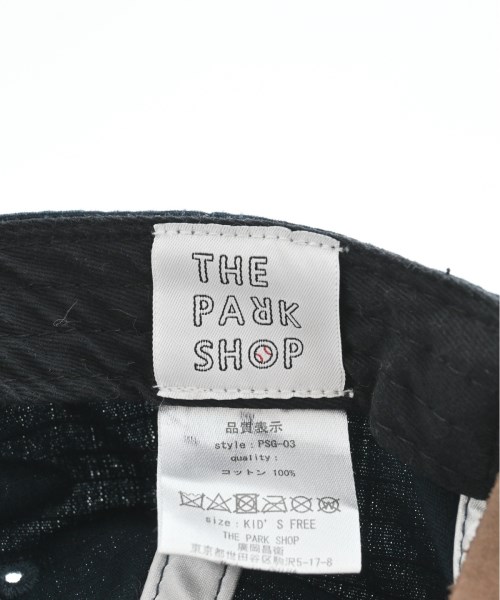 THE
PARK
SHOP
品質表示
style : PSG-03
quality :
コットン 100%
size : KID'S FREE
THE PARK SHOP
東京都世田谷区駒沢5-17-8